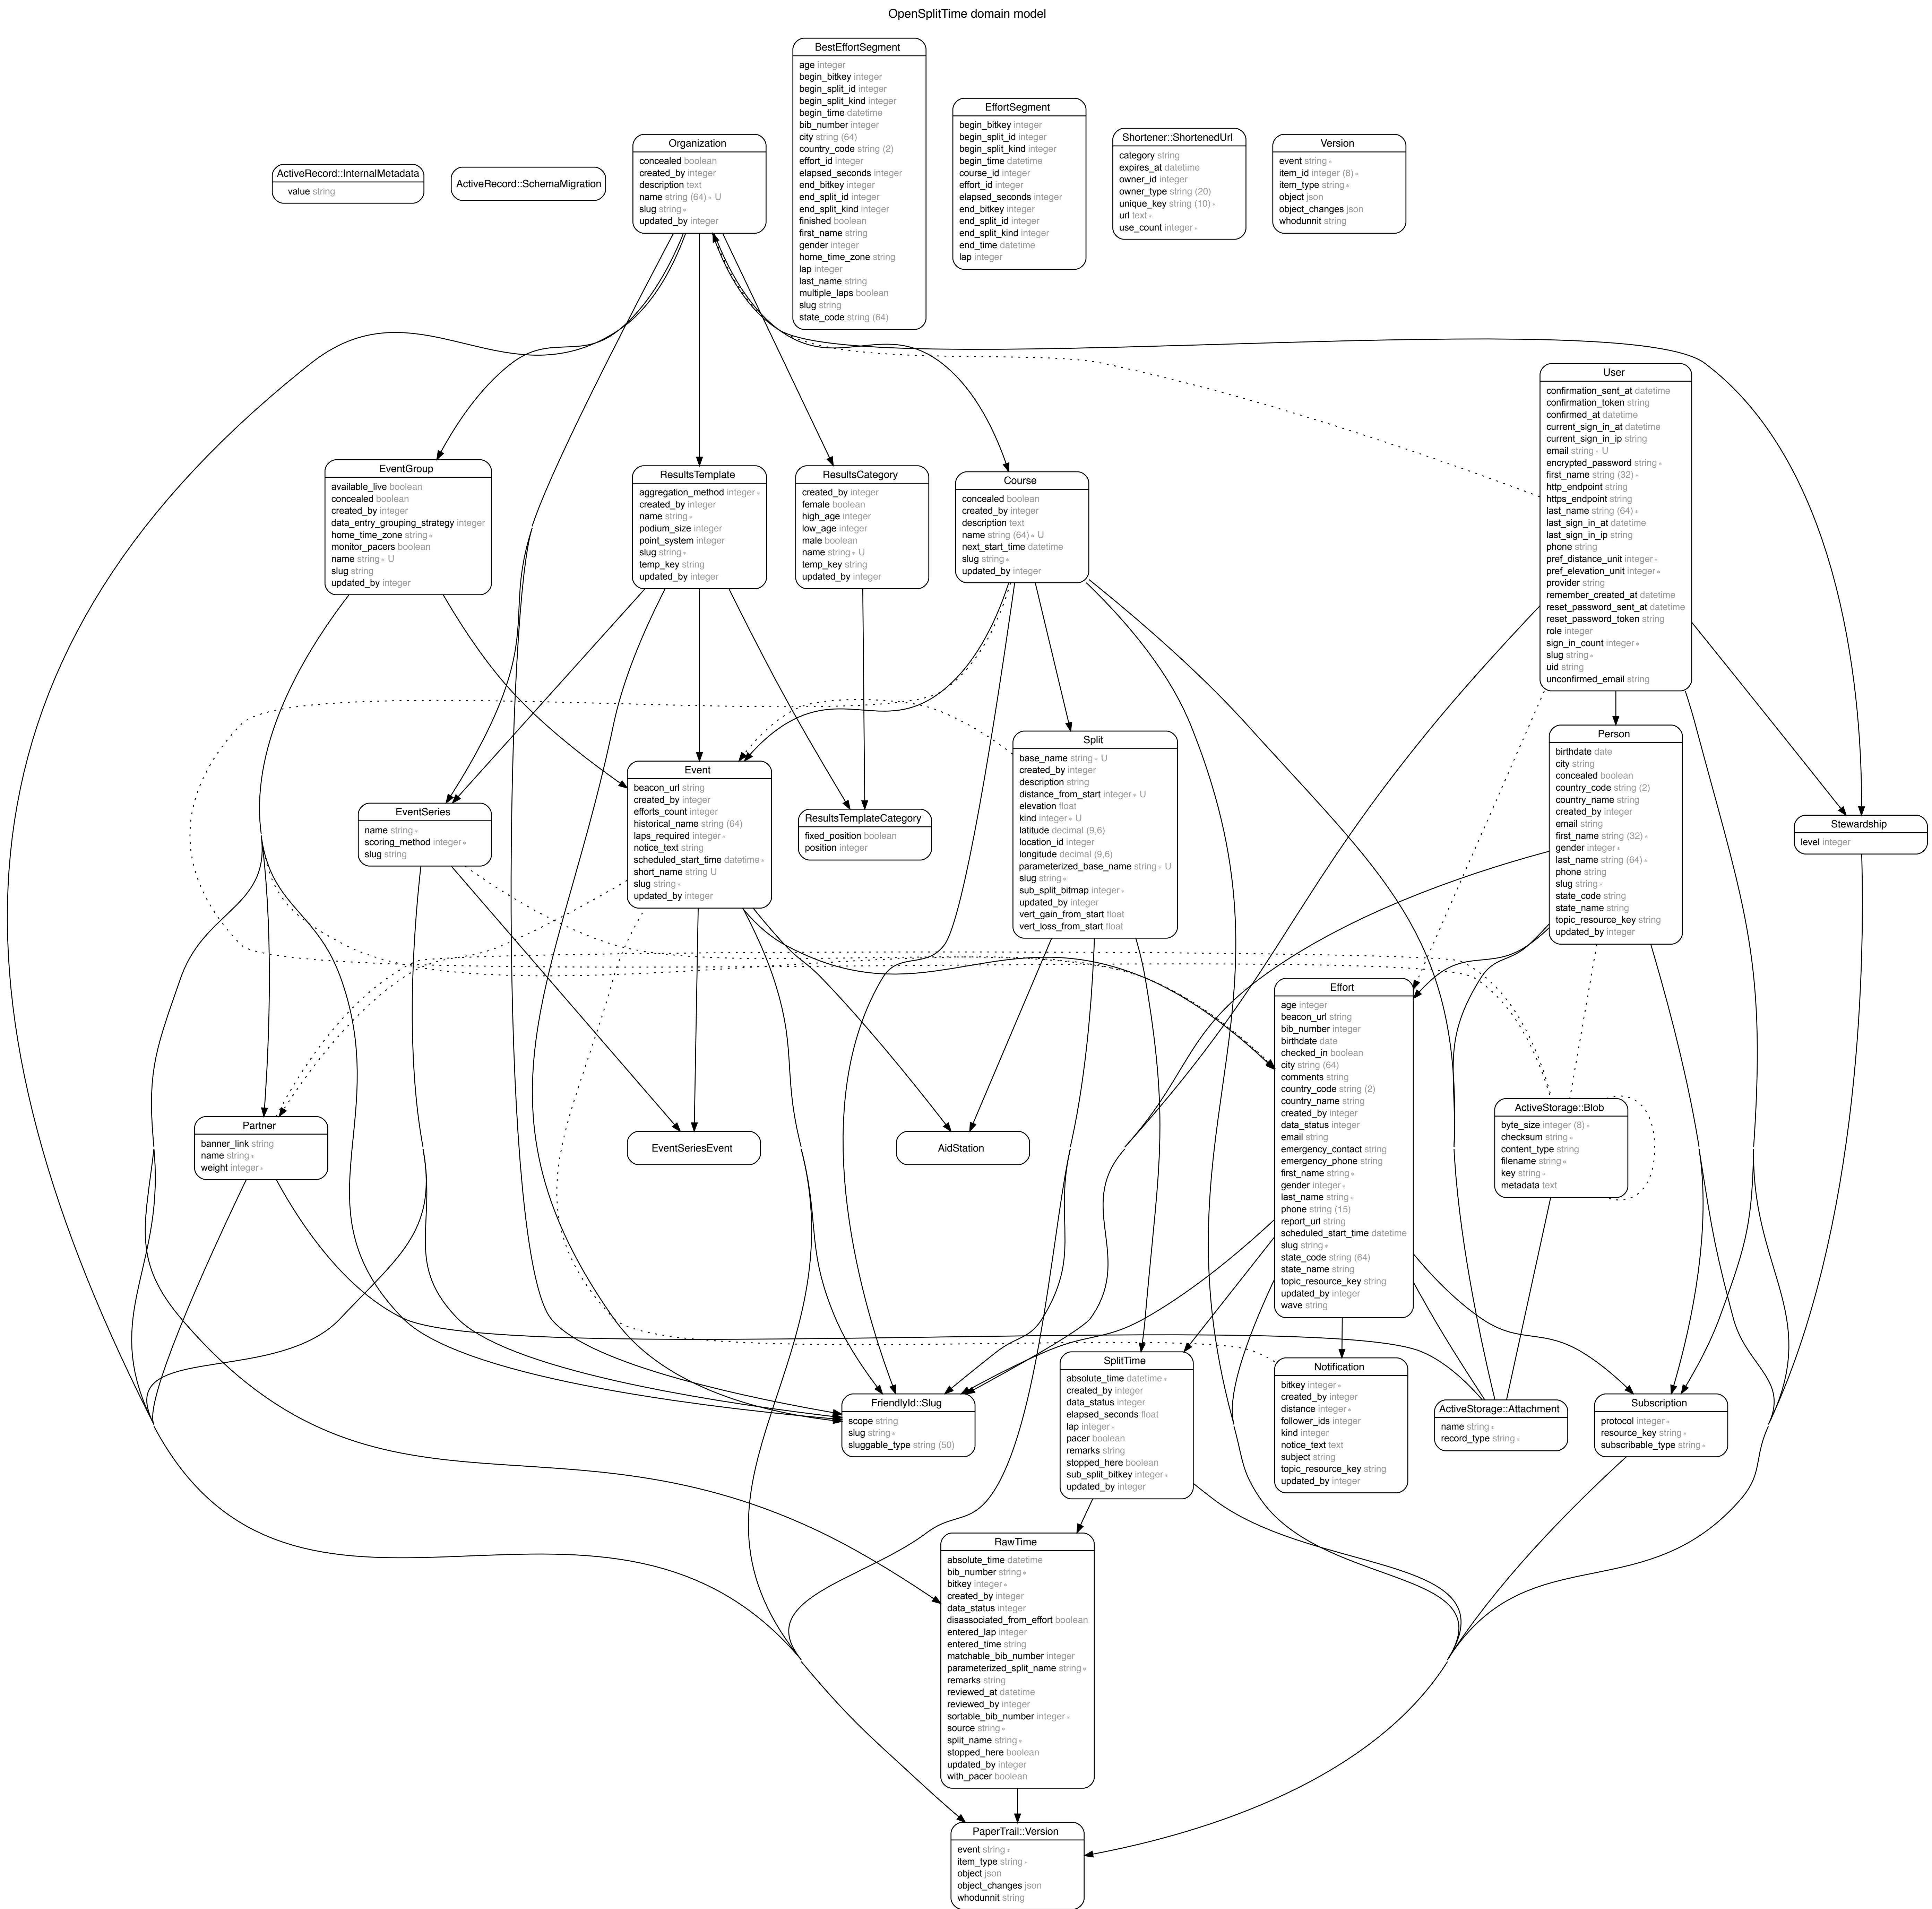 OpenSplitTime domain model
BestEffortSegment
age integer
begin_bitkey integer
begin_split_id integer
begin_split_kind integer
begin_time datetime
bib_number integer
city string (64)
country_code string (2)
effort_id integer
elapsed_seconds integer
end_bitkey integer
end_split_id integer
end_split_kind integer
finished boolean
first_name string
gender integer
home_time_zone string
lap integer
last_name string
multiple_laps boolean
slug string
state_code string (64)
EffortSegment
begin_bitkey integer
begin_split_id integer
begin_split_kind integer
begin_time datetime
course_id integer
effort_id integer
elapsed_seconds integer
end_bitkey integer
end_split_id integer
end_split_kind integer
end_time datetime
lap integer
Shortener::ShortenedUrl
category string
expires_at datetime
owner_id integer
owner_type string (20)
unique_key string (10)∗
url text∗
use_count integer∗
Version
event string∗
item_id integer (8)∗
item_type string∗
object json
object_changes json
whodunnit string
Organization
concealed boolean
created_by integer
description text
name string (64)∗ U
slug string∗
updated_by integer
ActiveRecord::InternalMetadata
value string
ActiveRecord::SchemaMigration
User
confirmation_sent_at datetime
confirmation_token string
confirmed_at datetime
current_sign_in_at datetime
current_sign_in_ip string
email string∗ U
encrypted_password string∗
first_name string (32)∗
http_endpoint string
https_endpoint string
last_name string (64)∗
last_sign_in_at datetime
last_sign_in_ip string
phone string
pref_distance_unit integer∗
pref_elevation_unit integer∗
provider string
remember_created_at datetime
reset_password_sent_at datetime
reset_password_token string
role integer
sign_in_count integer∗
slug string∗
uid string
unconfirmed_email string
EventGroup
available_live boolean
concealed boolean
created_by integer
data_entry_grouping_strategy integer
home_time_zone string∗
monitor_pacers boolean
name string∗ U
slug string
updated_by integer
ResultsTemplate
aggregation_method integer∗
created_by integer
name string∗
podium_size integer
point_system integer
slug string∗
temp_key string
updated_by integer
ResultsCategory
created_by integer
female boolean
high_age integer
low_age integer
male boolean
name string∗ U
temp_key string
updated_by integer
Course
concealed boolean
created_by integer
description text
name string (64)∗ U
next_start_time datetime
slug string∗
updated_by integer
Split
base_name string∗ U
created_by integer
description string
distance_from_start integer∗ U
elevation float
kind integer∗ U
latitude decimal (9,6)
location_id integer
longitude decimal (9,6)
parameterized_base_name string∗ U
slug string∗
sub_split_bitmap integer∗
updated_by integer
vert_gain_from_start float
vert_loss_from_start float
Person
birthdate date
city string
concealed boolean
country_code string (2)
country_name string
created_by integer
email string
first_name string (32)∗
gender integer∗
last_name string (64)∗
phone string
slug string∗
state_code string
state_name string
topic_resource_key string
updated_by integer
Event
beacon_url string
created_by integer
efforts_count integer
historical_name string (64)
laps_required integer∗
notice_text string
scheduled_start_time datetime∗
short_name string U
slug string∗
updated_by integer
EventSeries
name string∗
scoring_method integer∗
slug string
ResultsTemplateCategory
fixed_position boolean
position integer
Stewardship
level integer
Effort
age integer
beacon_url string
bib_number integer
birthdate date
checked_in boolean
city string (64)
comments string
country_code string (2)
country_name string
created_by integer
data_status integer
email string
emergency_contact string
emergency_phone string
first_name string∗
gender integer∗
last_name string∗
phone string (15)
report_url string
scheduled_start_time datetime
slug string∗
state_code string (64)
state_name string
topic_resource_key string
updated_by integer
wave string
ActiveStorage::Blob
byte_size integer (8)∗
checksum string∗
content_type string
filename string∗
key string∗
metadata text
Partner
banner_link string
name string∗
weight integer∗
EventSeriesEvent
AidStation
SplitTime
absolute_time datetime∗
created_by integer
data_status integer
elapsed_seconds float
lap integer∗
pacer boolean
remarks string
stopped_here boolean
sub_split_bitkey integer∗
updated_by integer
Notification
bitkey integer∗
created_by integer
distance integer∗
follower_ids integer
kind integer
notice_text text
subject string
topic_resource_key string
updated_by integer
FriendlyId::Slug
scope string
slug string∗
sluggable_type string (50)
ActiveStorage::Attachment
name string∗
record_type string∗
Subscription
protocol integer∗
resource_key string∗
subscribable_type string∗
RawTime
absolute_time datetime
bib_number string∗
bitkey integer∗
created_by integer
data_status integer
disassociated_from_effort boolean
entered_lap integer
entered_time string
matchable_bib_number integer
parameterized_split_name string∗
remarks string
reviewed_at datetime
reviewed_by integer
sortable_bib_number integer∗
source string∗
split_name string∗
stopped_here boolean
updated_by integer
with_pacer boolean
PaperTrail::Version
event string∗
item_type string∗
object json
object_changes json
whodunnit string